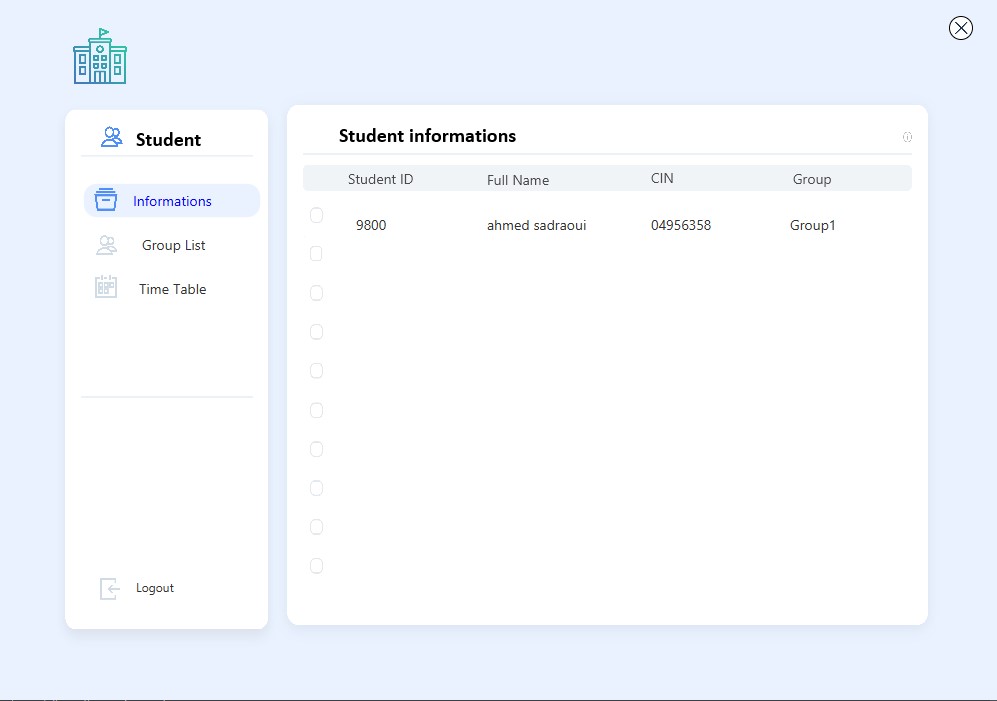 Student
Informations
Group List
Time Table
Logout
Student informations
Student ID Full Name CIN Group
9800 ahmed sadraoui 04956358 Group1